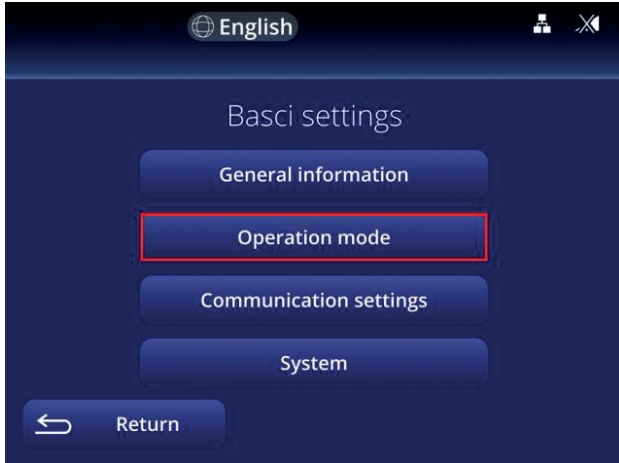 English
Basci settings
General information
Operation mode
Communication settings
System
Return